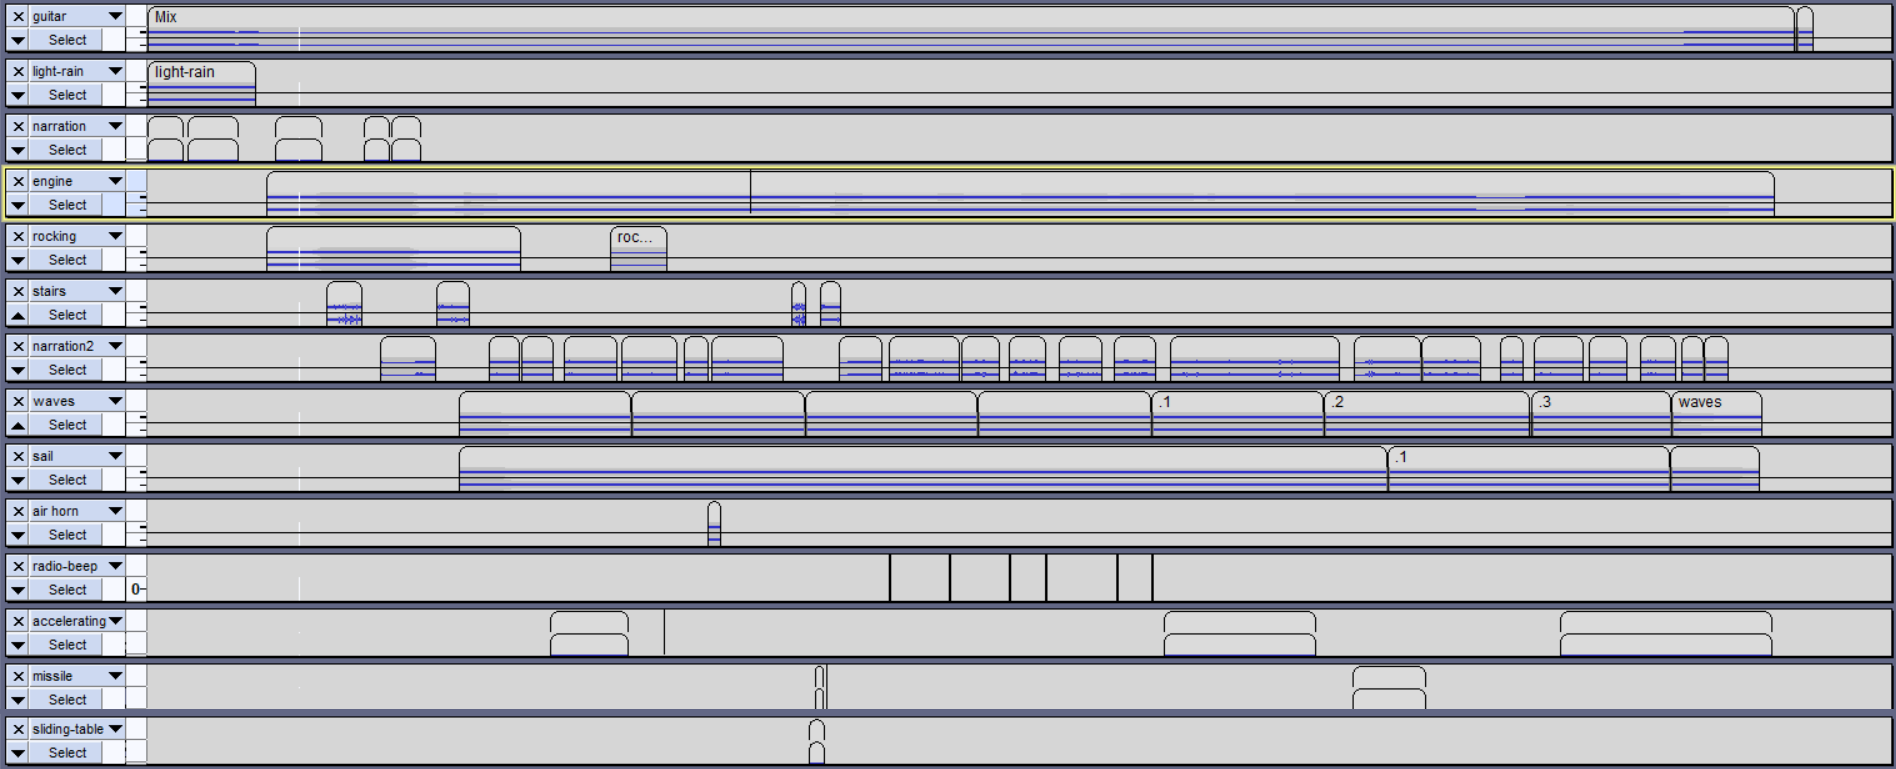 guitar
Mix
Select
light-rain
light-rain
Select
narration
Select
engine
Select
rocking
roc...
Select
stairs
Select
narration2
Select
waves
.1
.2
.3
waves
Select
sail
.1
Select
air horn
Select
radio-beep
Select
0
accelerating
Select
missile
Select
sliding-table
Select